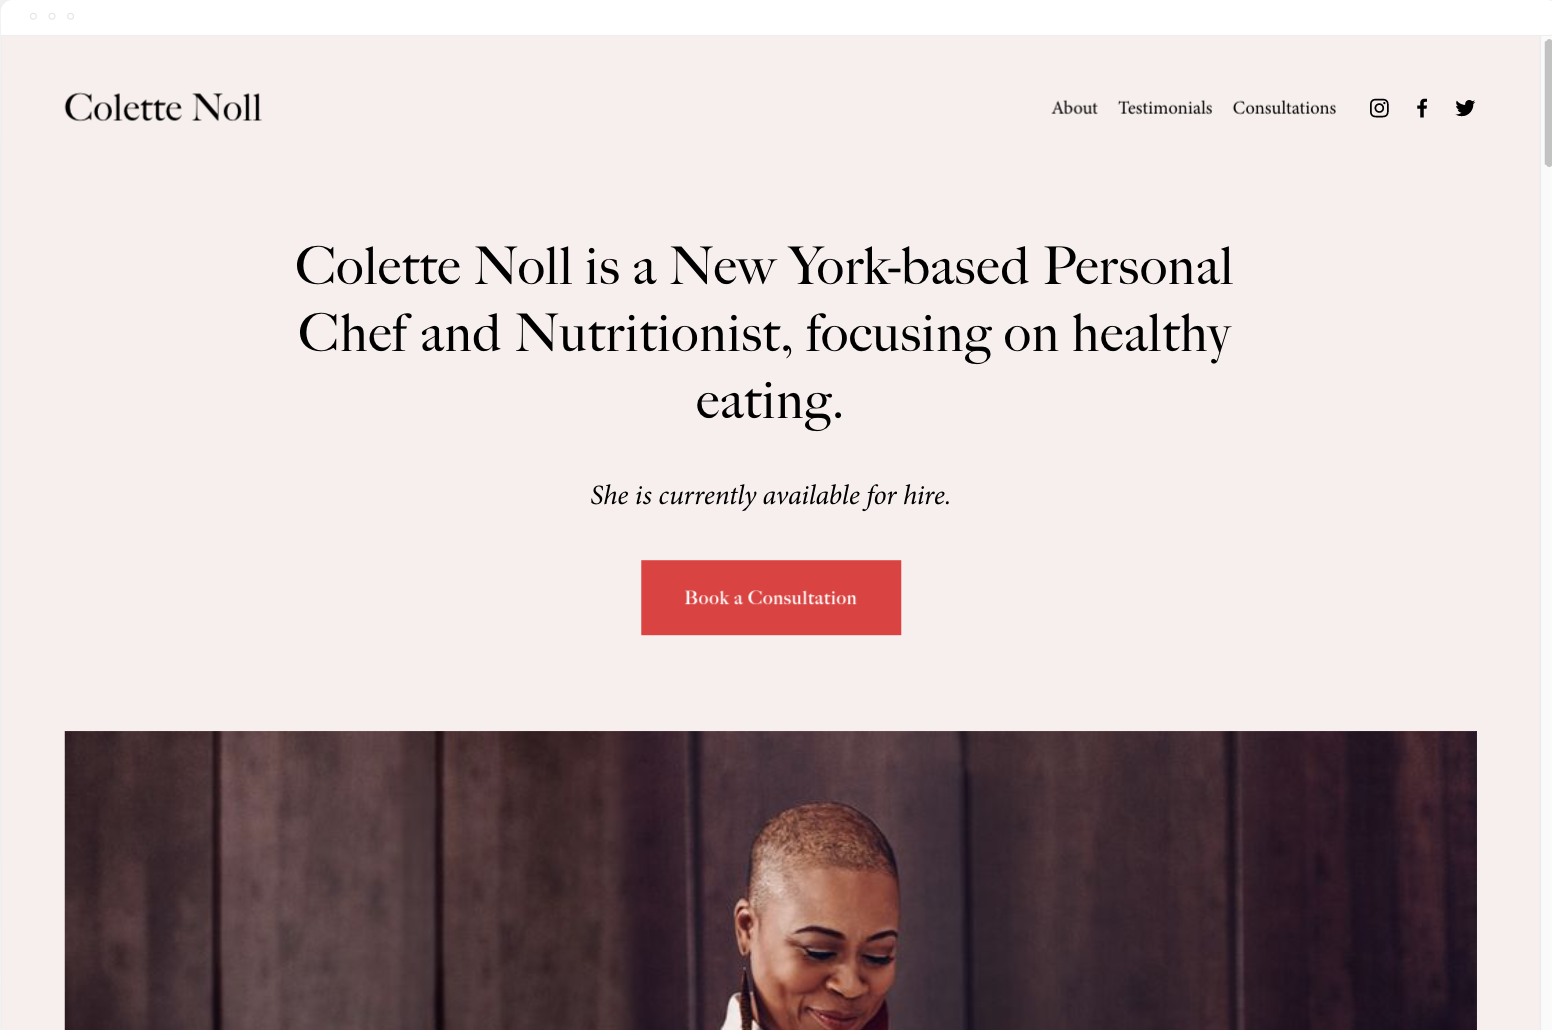 Colette Noll
About Testimonials Consultations
Colette Noll is a New York-based Personal
Chef and Nutritionist, focusing on healthy
eating.
She is currently available for hire.
Book a Consultation